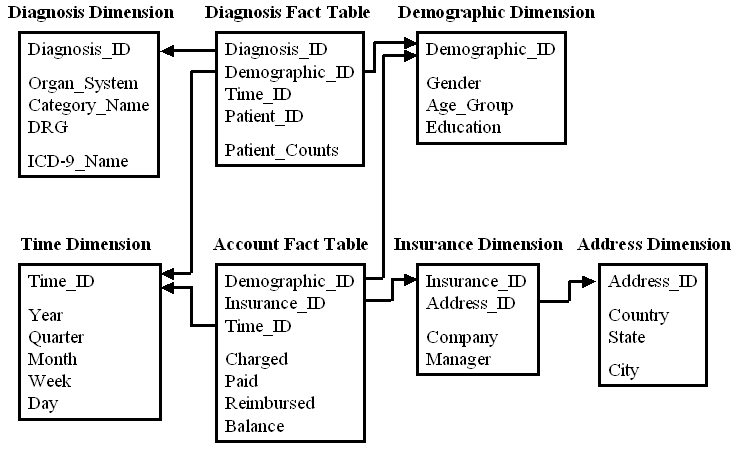 Diagnosis Dimension
Diagnosis_ID
Organ_System
Category_Name
DRG
ICD-9_Name
Diagnosis Fact Table
Diagnosis_ID
Demographic_ID
Time_ID
Patient_ID
Patient_Counts
Demographic Dimension
Demographic_ID
Gender
Age_Group
Education
Time Dimension
Time_ID
Year
Quarter
Month
Week
Day
Account Fact Table
Demographic_ID
Insurance_ID
Time_ID
Charged
Paid
Reimbursed
Balance
Insurance Dimension
Insurance_ID
Address_ID
Company
Manager
Address Dimension
Address_ID
Country
State
City